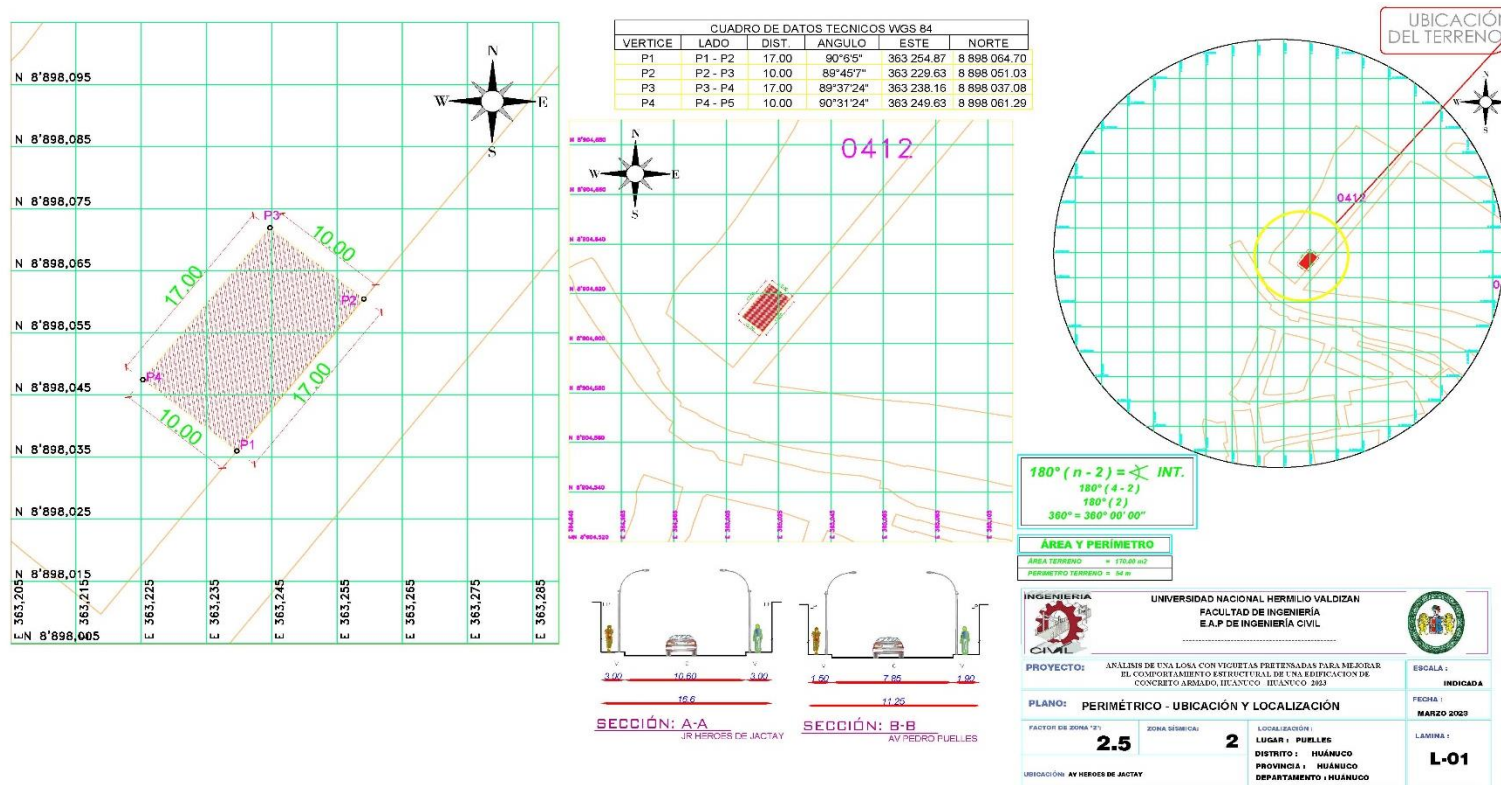 N 8'898,095
N 8'898,085
N 8'898,075
N 8'898,065
N 8'898,055
N 8'898,045
N 8'898,035
N 8'898,025
N 8'898,015
N 8'898,005
E 363,205
E 363,215
E 363,225
E 363,235
E 363,245
E 363,255
E 363,265
E 363,275
E 363,285
N
W E
S
P3
10.00
17.00
P2
P4
17.00
10.00
P1
CUADRO DE DATOS TECNICOS WGS 84
VERTICE LADO DIST. ANGULO ESTE NORTE
P1 P1 - P2 17.00 90°6'5" 363 254.87 8 898 064.70
P2 P2 - P3 10.00 89°45'7" 363 229.63 8 898 051.03
P3 P3 - P4 17.00 89°37'24" 363 238.16 8 898 037.08
P4 P4 - P5 10.00 90°31'24" 363 249.63 8 898 061.29
0412
N
W E
S
UBICACIÓN
DEL TERRENO
N
W E
S
0412
180° ( n - 2 ) = INT.
180° ( 4 - 2 )
180° ( 2 )
360° = 360° 00' 00"
ÁREA Y PERÍMETRO
ÁREA TERRENO = 170.00 m2
PERIMETRO TERRENO = 54 m
3.00 10.60 3.00
16.6
SECCIÓN: A-A
JR HEROES DE JACTAY
1.50 7.85 1.90
11.25
SECCIÓN: B-B
AV PEDRO PUELLES
INGENIERIA
CIVIL
UNIVERSIDAD NACIONAL HERMILIO VALDIZAN
FACULTAD DE INGENIERÍA
E.A.P DE INGENIERÍA CIVIL
PROYECTO: ANÁLISIS DE UNA LOSA CON VIGUETAS PRETENSADAS PARA MEJORAR
EL COMPORTAMIENTO ESTRUCTURAL DE UNA EDIFICACION DE
CONCRETO ARMADO, HUÁNUCO - HUÁNUCO - 2023
ESCALA :
INDICADA
PLANO: PERIMÉTRICO - UBICACIÓN Y LOCALIZACIÓN
FECHA :
MARZO 2023
FACTOR DE ZONA "Z":
2.5
ZONA SÍSMICA:
2
LOCALIZACIÓN :
LUGAR : PUELLES
DISTRITO : HUÁNUCO
PROVINCIA : HUÁNUCO
DEPARTAMENTO : HUÁNUCO
LAMINA :
L-01
UBICACIÓN: AV HEROES DE JACTAY